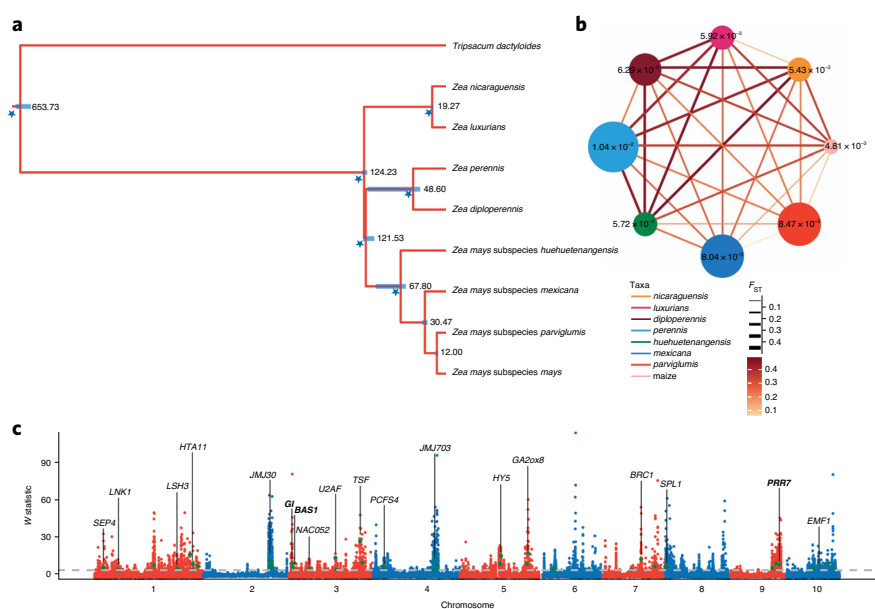 a
Tripsacum dactyloides
653.73
Zea nicaraguensis
19.27
Zea luxurians
124.23
Zea perennis
48.60
Zea diploperennis
121.53
Zea mays subspecies huehuetenangensis
67.80
Zea mays subspecies mexicana
30.47
Zea mays subspecies parviglumis
12.00
Zea mays subspecies mays
b
5.92 × 10⁻³
6.29 × 10⁻³
5.43 × 10⁻³
1.04 × 10⁻²
4.81 × 10⁻³
5.72 × 10⁻³
8.47 × 10⁻³
8.04 × 10⁻³
Taxa
nicaraguensis
luxurians
diploperennis
perennis
huehuetenangensis
mexicana
parviglumis
maize
FST
0.1
0.2
0.3
0.4
0.4
0.3
0.2
0.1
c
W statistic
90
60
30
0
SEP4
LNK1
LSH3
HTA11
JMJ30
GI
BAS1
NAC052
U2AF
TSF
PCFS4
JMJ703
HY5
GA2ox8
BRC1
SPL1
PRR7
EMF1
1
2
3
4
5
6
7
8
9
10
Chromosome